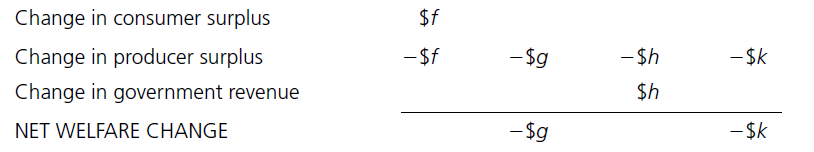 Change in consumer surplus $f
Change in producer surplus –$f –$g –$h –$k
Change in government revenue $h
NET WELFARE CHANGE –$g –$k